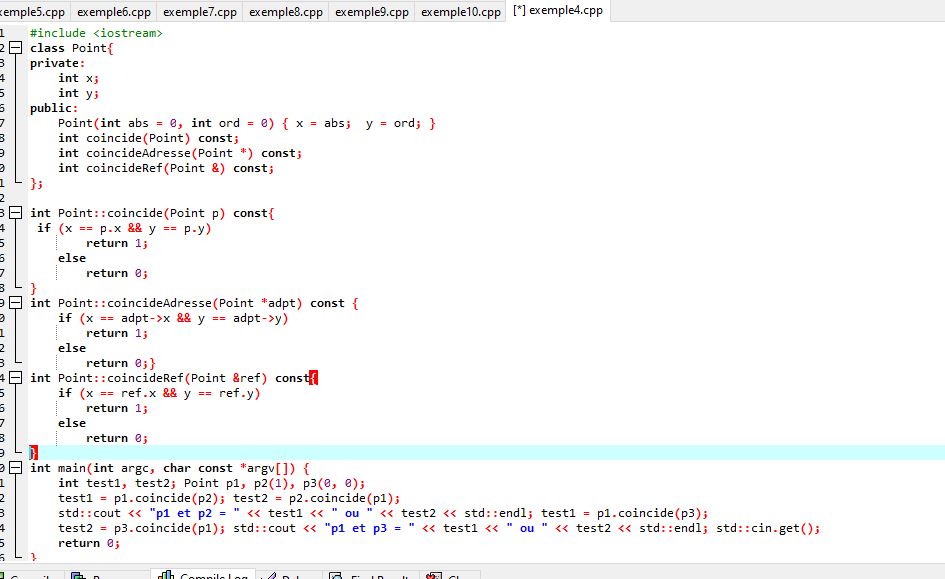 exemple5.cpp exemple6.cpp exemple7.cpp exemple8.cpp exemple9.cpp exemple10.cpp [*] exemple4.cpp
1 #include <iostream>
2 class Point{
3 private:
4 int x;
5 int y;
6 public:
7 Point(int abs = 0, int ord = 0) { x = abs;  y = ord; }
8 int coincide(Point) const;
9 int coincideAdresse(Point *) const;
0 int coincideRef(Point &) const;
1 };
2
3 int Point::coincide(Point p) const{
4 if (x == p.x && y == p.y)
5 return 1;
6 else
7 return 0;
8 }
9 int Point::coincideAdresse(Point *adpt) const {
0 if (x == adpt->x && y == adpt->y)
1 return 1;
2 else
3 return 0;}
4 int Point::coincideRef(Point &ref) const{
5 if (x == ref.x && y == ref.y)
6 return 1;
7 else
8 return 0;
9 }
0 int main(int argc, char const *argv[]) {
1 int test1, test2; Point p1, p2(1), p3(0, 0);
2 test1 = p1.coincide(p2); test2 = p2.coincide(p1);
3 std::cout << "p1 et p2 = " << test1 << " ou " << test2 << std::endl; test1 = p1.coincide(p3);
4 test2 = p3.coincide(p1); std::cout << "p1 et p3 = " << test1 << " ou " << test2 << std::endl; std::cin.get();
5 return 0;
6 }
Compile Log